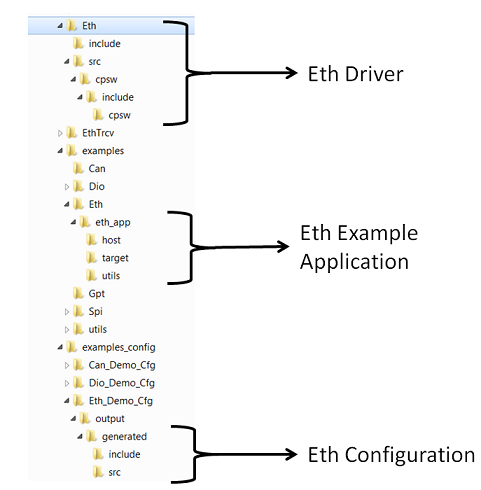 Eth
include
src
cpsw
include
cpsw
Eth Driver
EthTrcv
examples
Can
Dio
Eth
eth_app
host
target
utils
Eth Example
Application
Gpt
Spi
utils
examples_config
Can_Demo_Cfg
Dio_Demo_Cfg
Eth_Demo_Cfg
output
generated
include
src
Eth Configuration